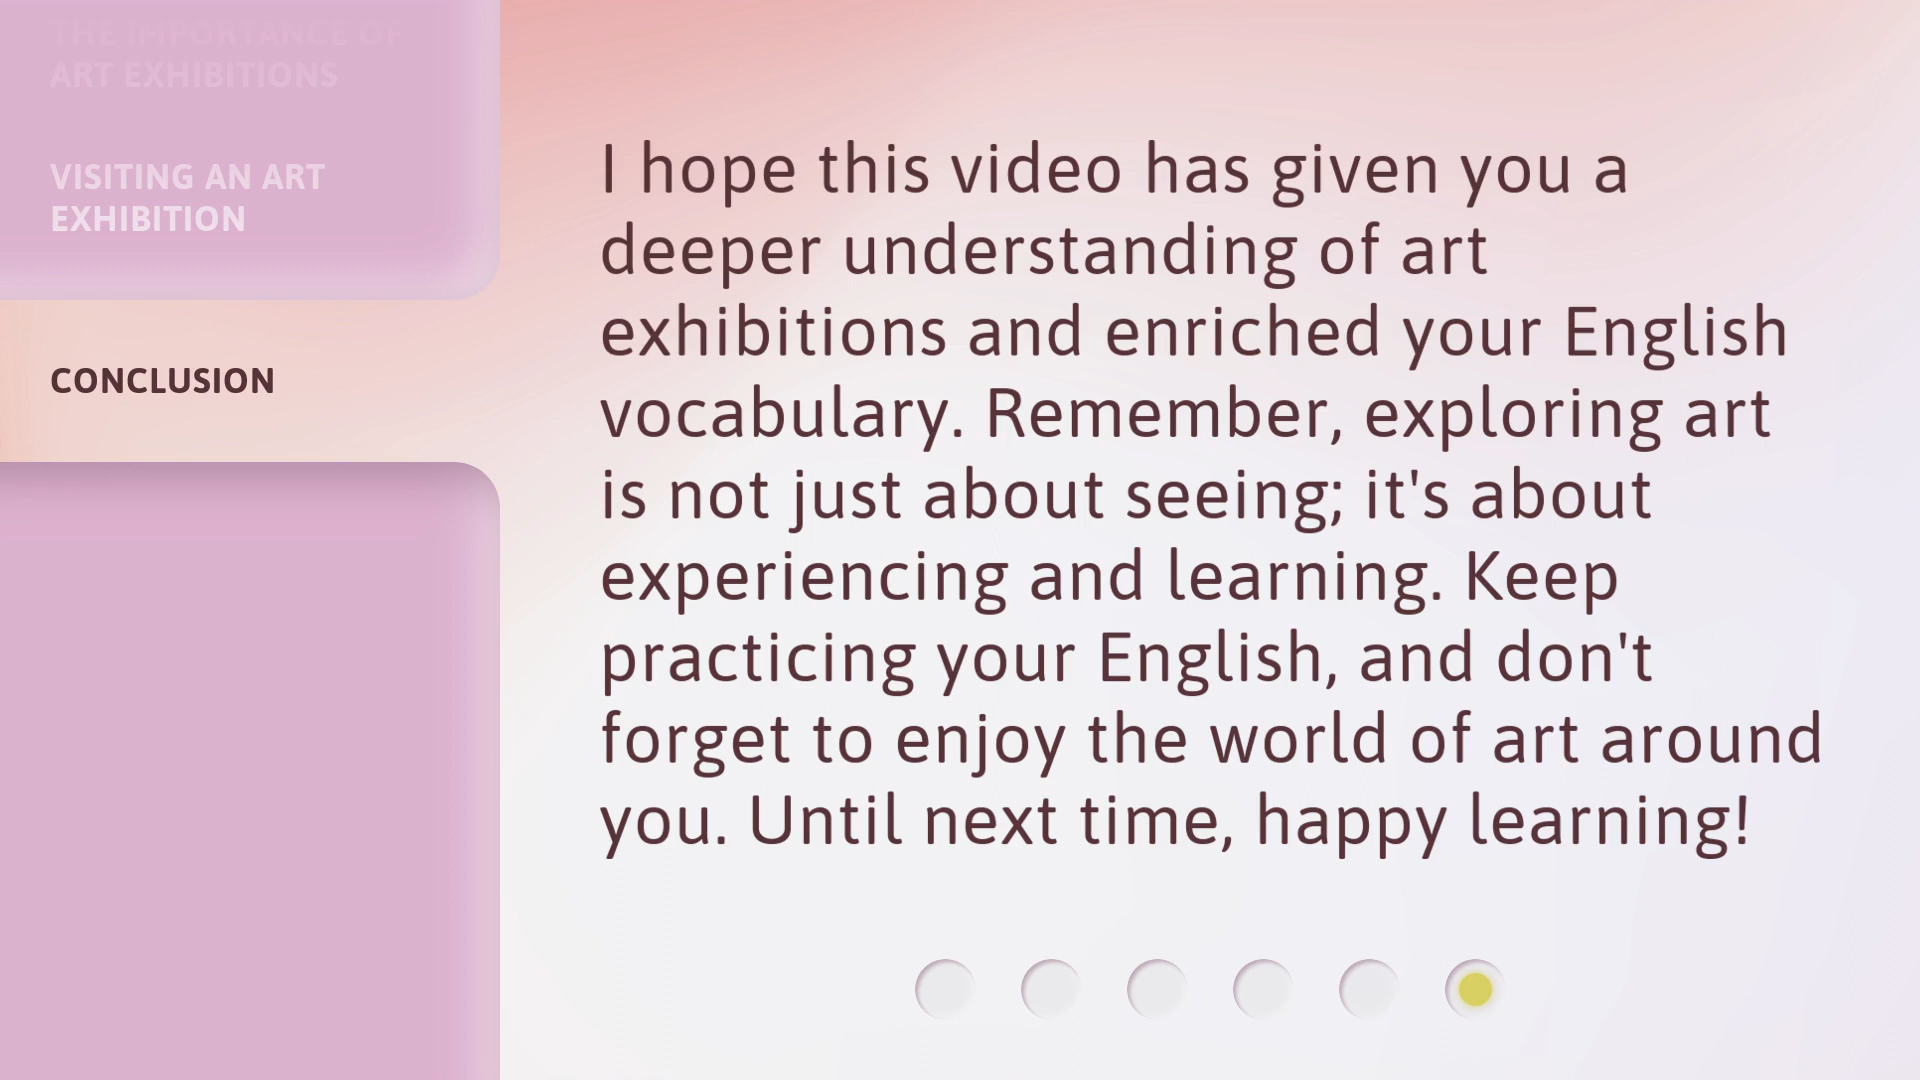 THE IMPORTANCE OF
ART EXHIBITIONS
VISITING AN ART
EXHIBITION
CONCLUSION
I hope this video has given you a
deeper understanding of art
exhibitions and enriched your English
vocabulary. Remember, exploring art
is not just about seeing; it's about
experiencing and learning. Keep
practicing your English, and don't
forget to enjoy the world of art around
you. Until next time, happy learning!